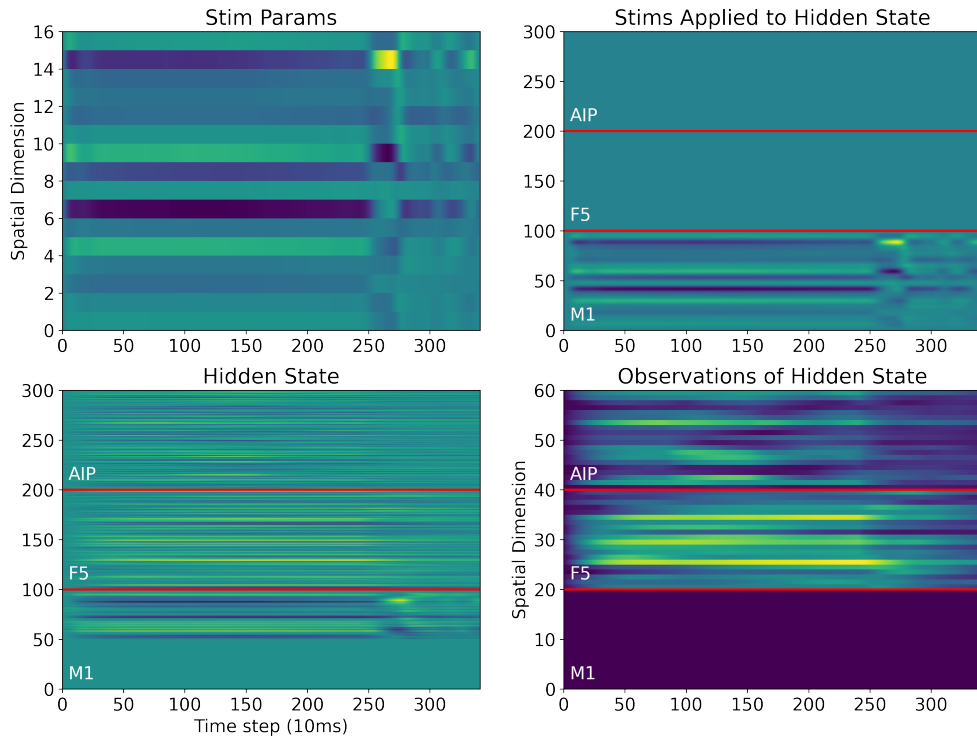 Stim Params
Spatial Dimension
16
14
12
10
8
6
4
2
0
0 50 100 150 200 250 300
Stims Applied to Hidden State
300
250
200
150
100
50
0
AIP
F5
M1
0 50 100 150 200 250 300
Hidden State
300
250
200
150
100
50
0
AIP
F5
M1
0 50 100 150 200 250 300
Time step (10ms)
Observations of Hidden State
Spatial Dimension
60
50
40
30
20
10
0
AIP
F5
M1
0 50 100 150 200 250 300